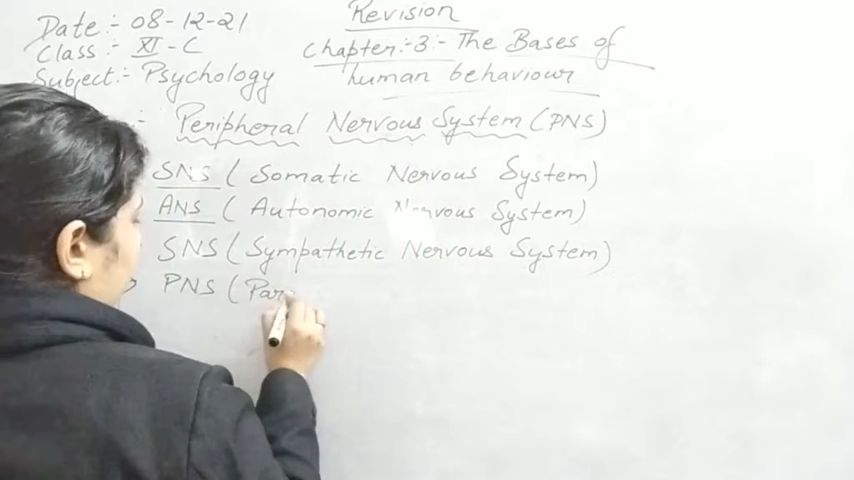 Date:- 08-12-21
Class:- XI-C
Subject:- Psychology
Revision
Chapter:-3:- The Bases of
human behaviour
:- Peripheral Nervous System (PNS)
SNS ( Somatic Nervous System)
ANS ( Autonomic Nervous System)
SNS ( Sympathetic Nervous System)
PNS ( Par